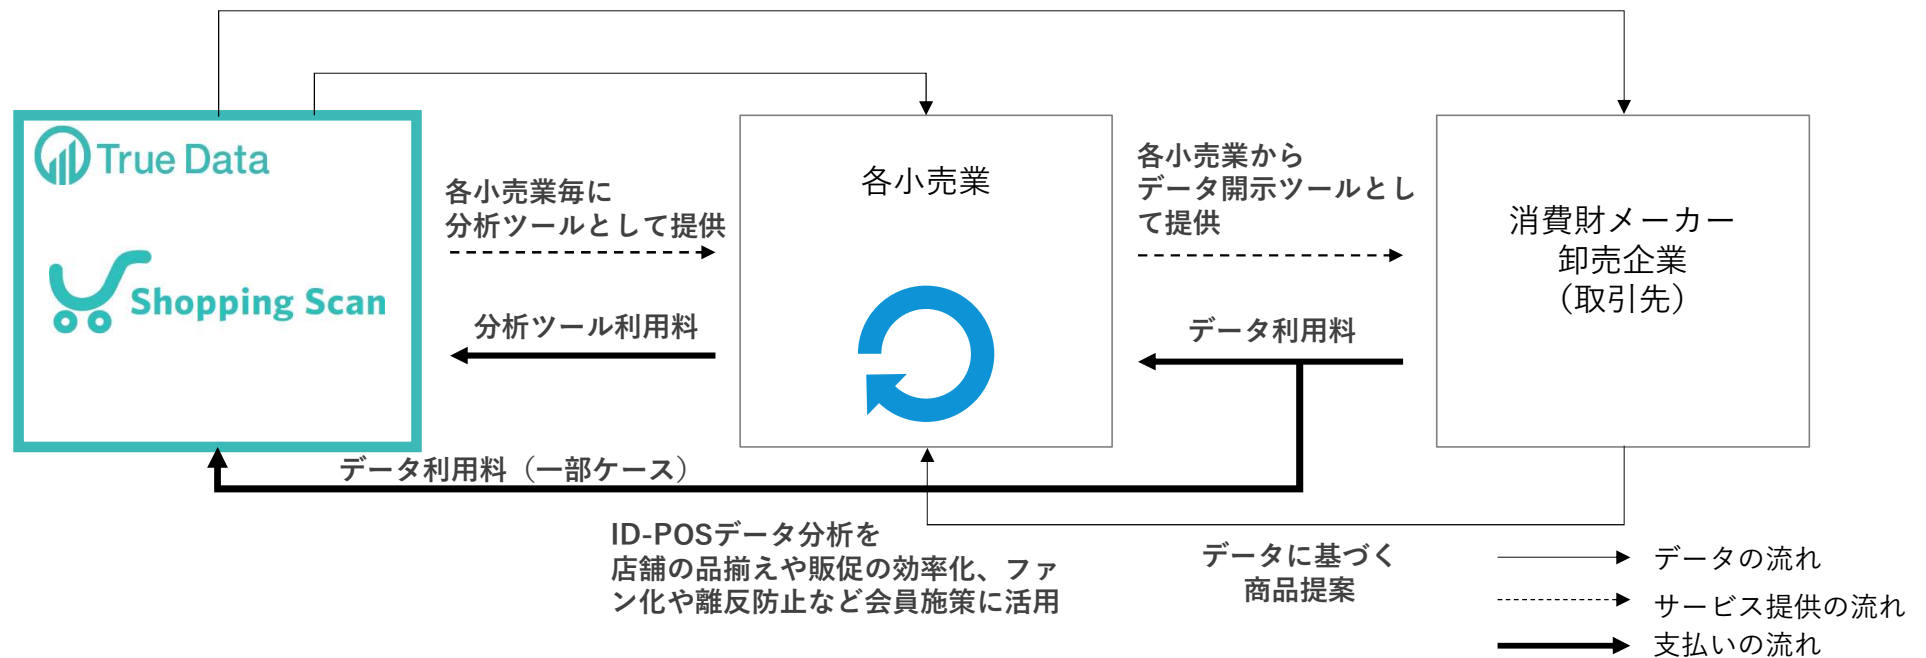 True Data
Shopping Scan
各小売業毎に
分析ツールとして提供
分析ツール利用料
各小売業
各小売業から
データ開示ツールとし
て提供
データ利用料
消費財メーカー
卸売企業
（取引先）
データ利用料（一部ケース）
ID-POSデータ分析を
店舗の品揃えや販促の効率化、ファ
ン化や離反防止など会員施策に活用
データに基づく
商品提案
データの流れ
サービス提供の流れ
支払いの流れ